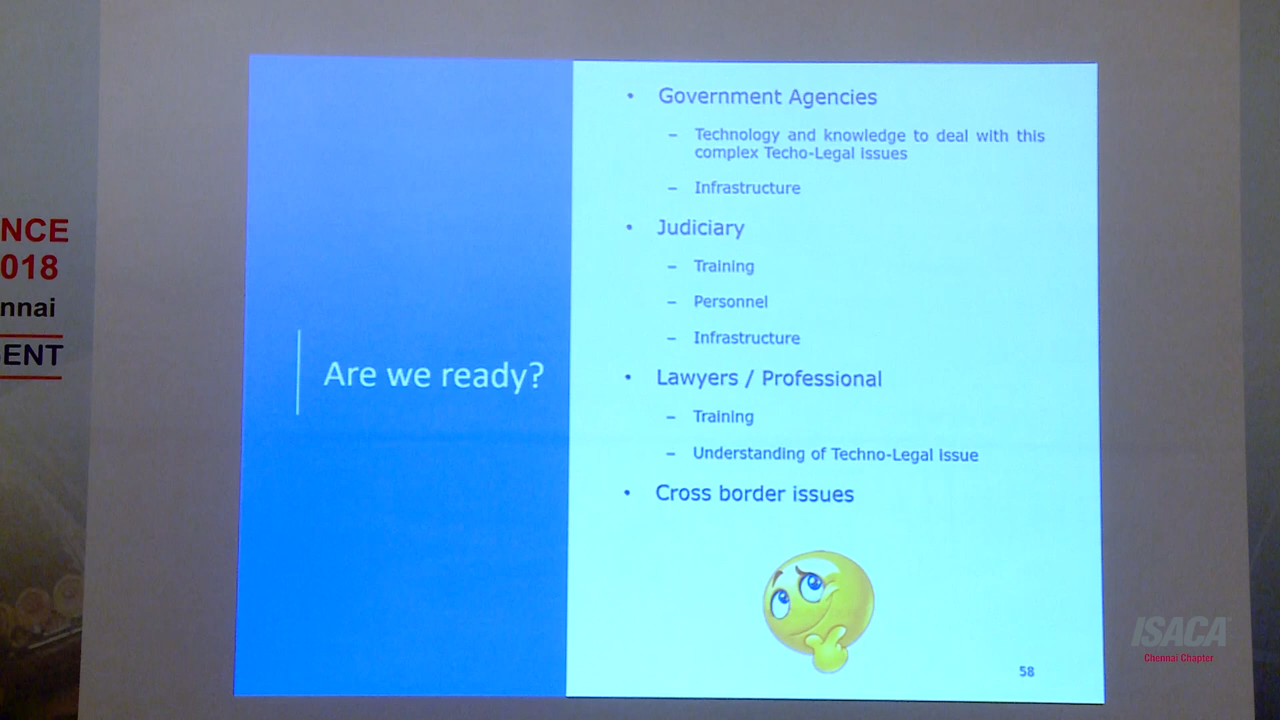 NCE
018
nnai
ENT
Are we ready?
• Government Agencies
– Technology and knowledge to deal with this
complex Techo-Legal issues
– Infrastructure
• Judiciary
– Training
– Personnel
– Infrastructure
• Lawyers / Professional
– Training
– Understanding of Techno-Legal issue
• Cross border issues
58
ISACA
Chennai Chapter